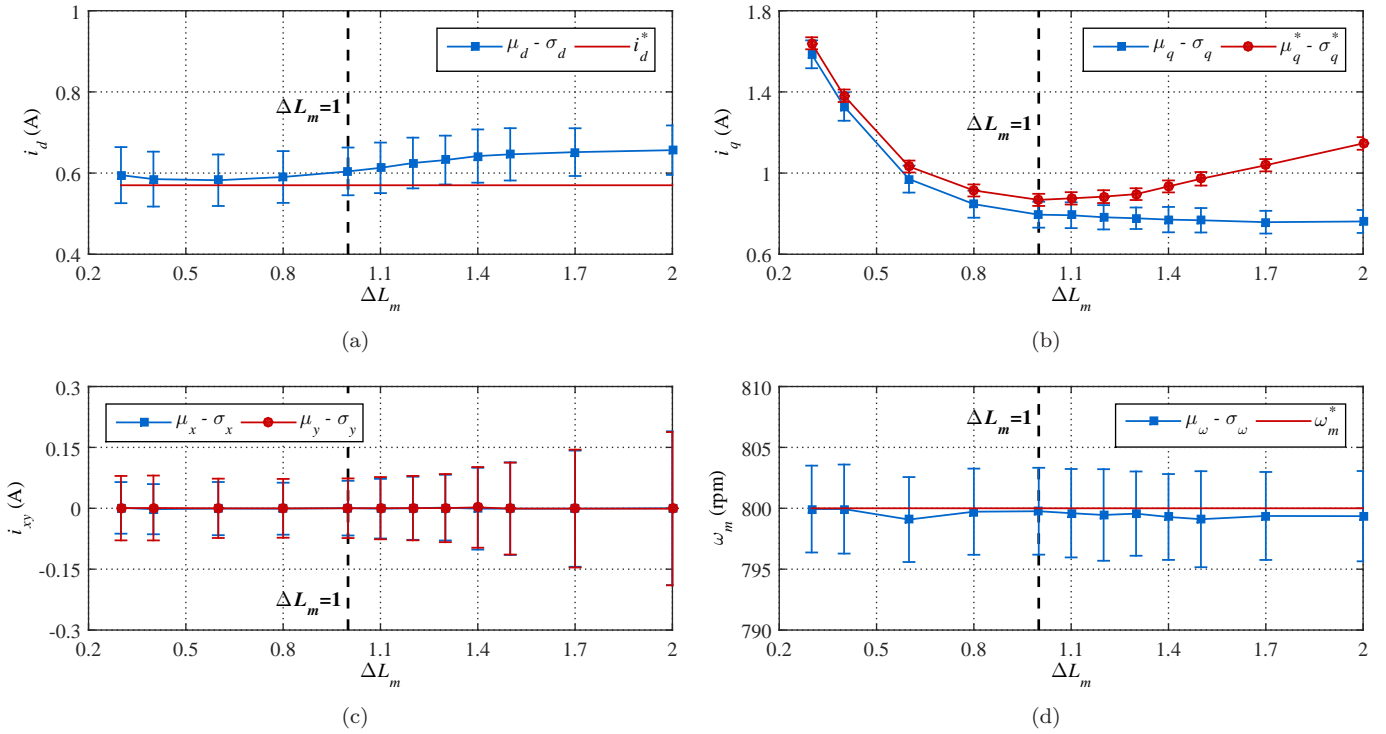 1
0.8
0.6
0.4
i_d (A)
μ_d - σ_d i_d^*
ΔL_m=1
0.2 0.5 0.8 1.1 1.4 1.7 2
ΔL_m
(a)
1.8
1.4
1
0.6
i_q (A)
μ_q - σ_q μ_q^* - σ_q^*
ΔL_m=1
0.2 0.5 0.8 1.1 1.4 1.7 2
ΔL_m
(b)
0.3
0.15
0
-0.15
-0.3
i_xy (A)
μ_x - σ_x μ_y - σ_y
ΔL_m=1
0.2 0.5 0.8 1.1 1.4 1.7 2
ΔL_m
(c)
810
805
800
795
790
ω_m (rpm)
ΔL_m=1
μ_ω - σ_ω ω_m^*
0.2 0.5 0.8 1.1 1.4 1.7 2
ΔL_m
(d)